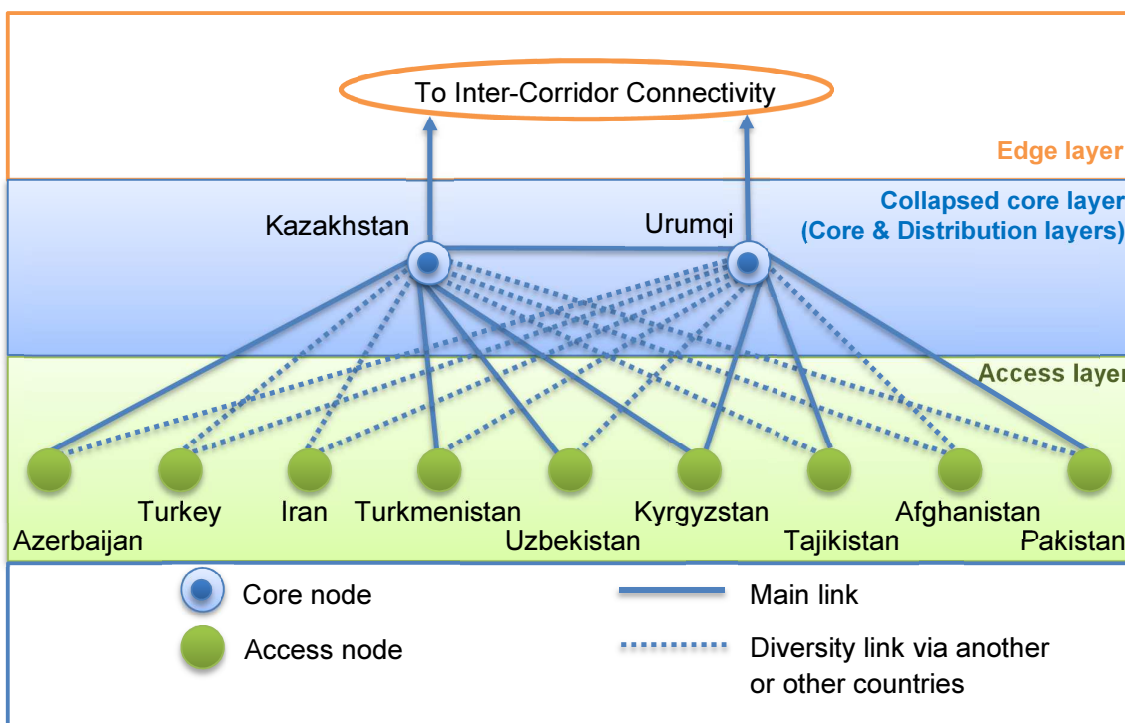 To Inter-Corridor Connectivity
Edge layer
Collapsed core layer
(Core & Distribution layers)
Kazakhstan
Urumqi
Access layer
Turkey
Iran
Turkmenistan
Kyrgyzstan
Afghanistan
Azerbaijan
Uzbekistan
Tajikistan
Pakistan
Core node
Main link
Access node
Diversity link via another
or other countries